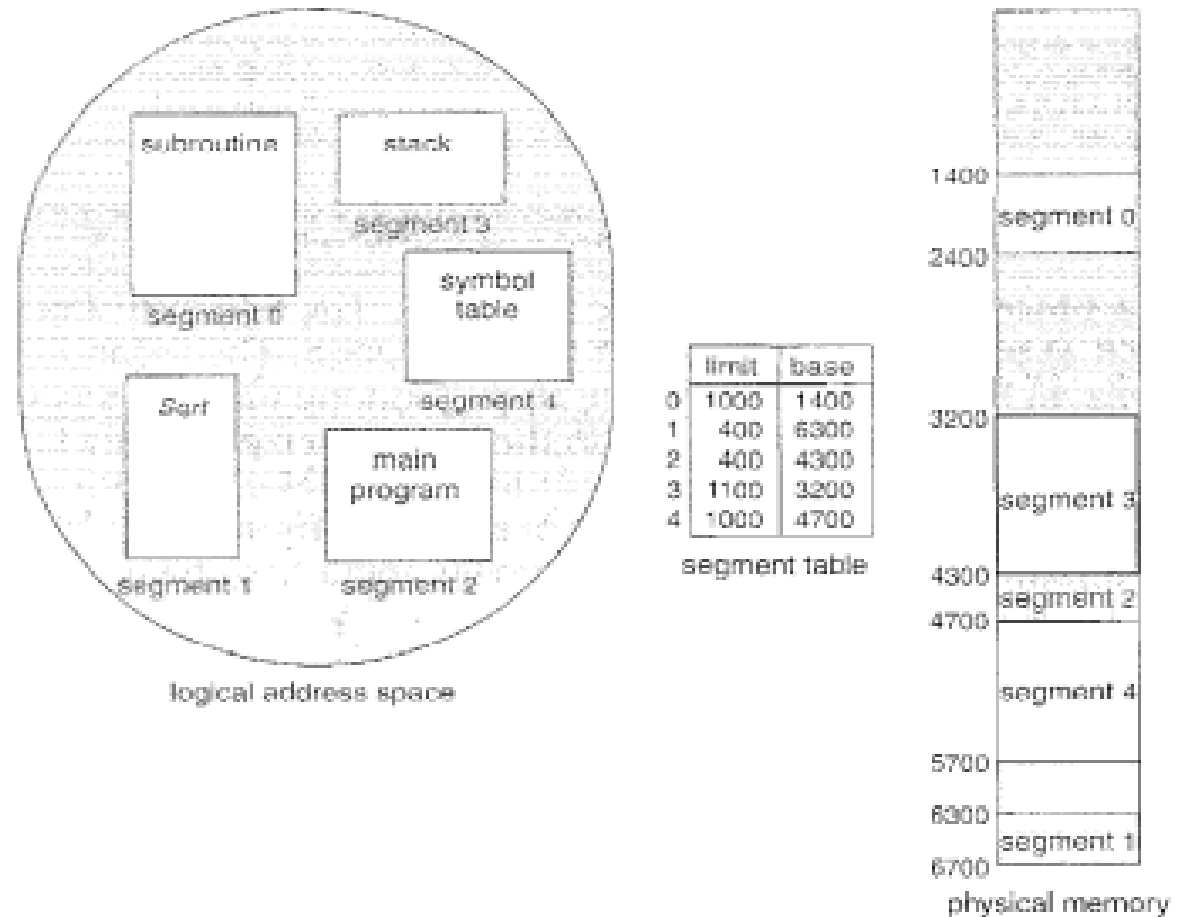 subroutine
segment 0
stack
segment 3
symbol
table
segment 4
Sqrt
segment 1
main
program
segment 2
logical address space
limit base
0 1000 1400
1 400 6300
2 400 4300
3 1100 3200
4 1000 4700
segment table
1400
segment 0
2400
3200
segment 3
4300
segment 2
4700
segment 4
5700
6300
segment 1
6700
physical memory